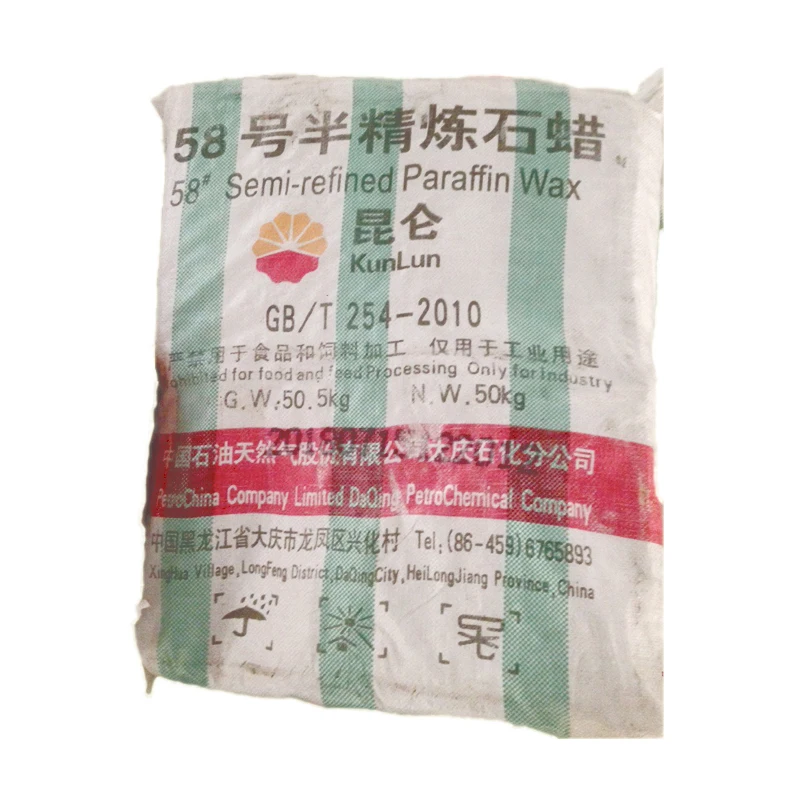 58号半精炼石蜡
58# Semi-refined Paraffin Wax
昆仑
KunLun
GB/T 254-2010
严禁用于食品和饲料加工 仅用于工业用途
for food and feed Processing Only for Industry
G.W:50.5kg N.W.50kg
中国石油天然气股份有限公司大庆石化分公司
PetroChina Company Limited DaQing PetroChemical Company
中国黑龙江省大庆市龙凤区兴化村 Tel:(86-459)6765893
XingHua Village,LongFeng District,DaQingCity,HeiLongJiang Province,China